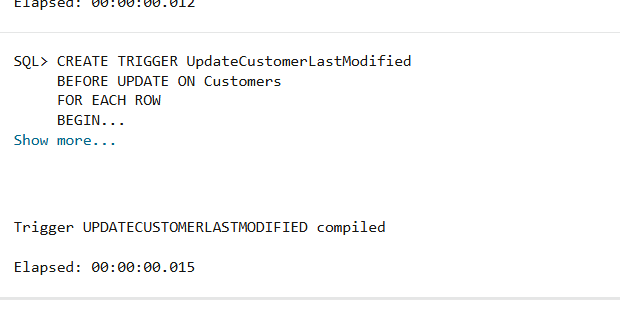 Elapsed: 00:00:00.012
SQL> CREATE TRIGGER UpdateCustomerLastModified
BEFORE UPDATE ON Customers
FOR EACH ROW
BEGIN...
Show more...
Trigger UPDATECUSTOMERLASTMODIFIED compiled
Elapsed: 00:00:00.015